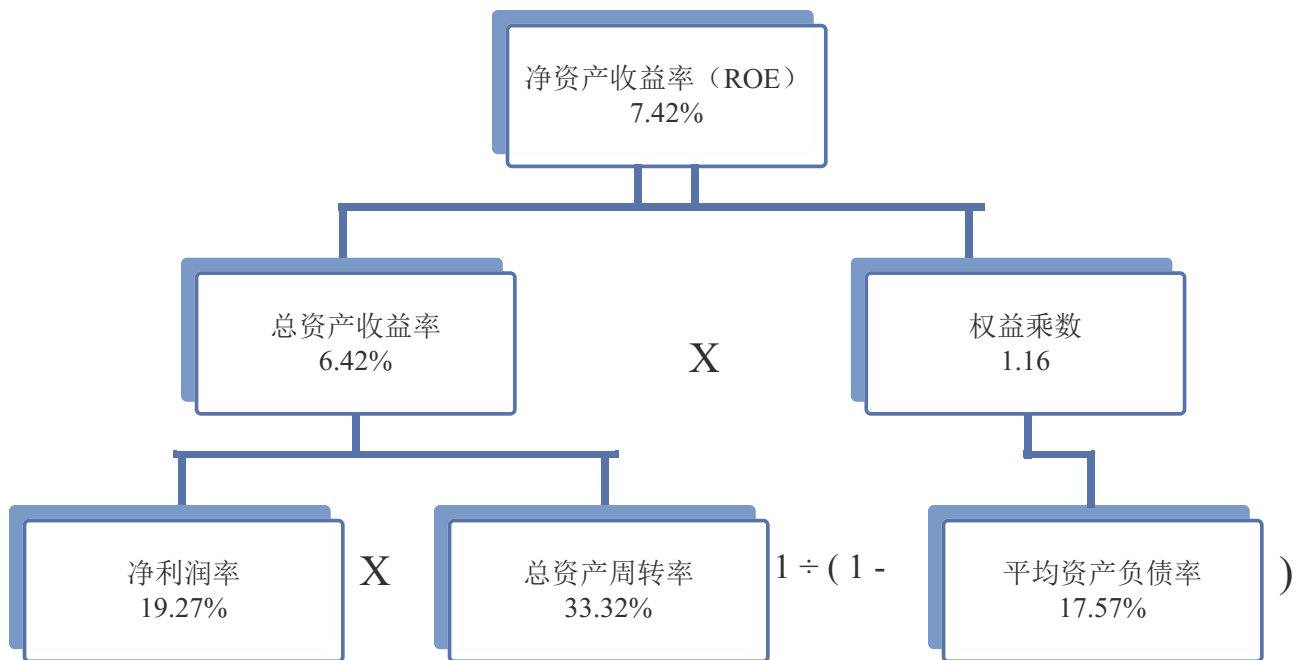 净资产收益率（ROE）
7.42%
总资产收益率
6.42%
X
权益乘数
1.16
净利润率
19.27%
X
总资产周转率
33.32%
1 ÷ ( 1 -
平均资产负债率
17.57%
)